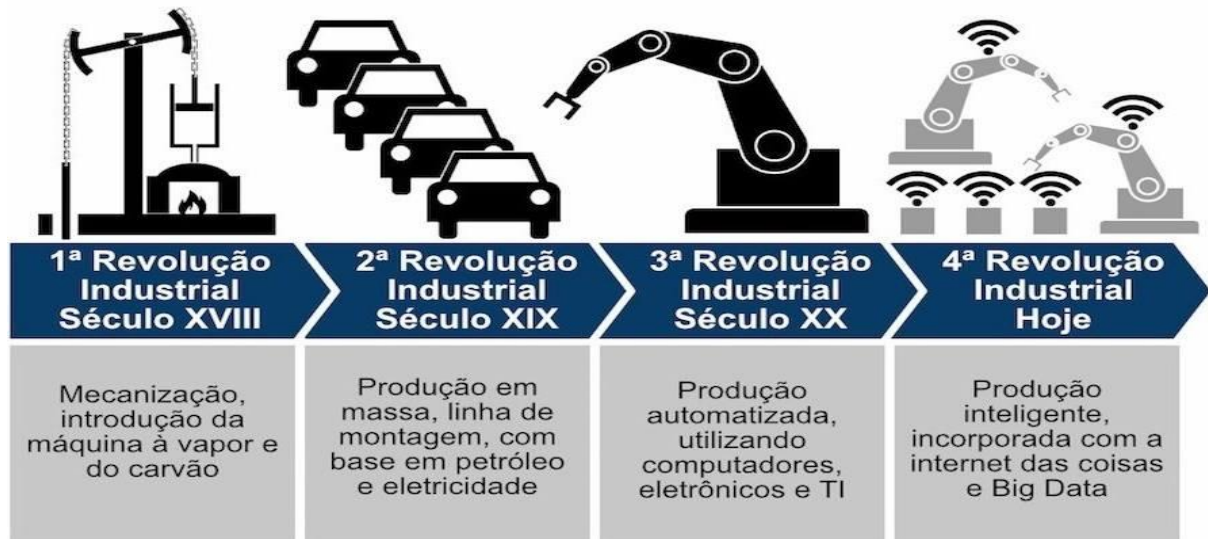 1ª Revolução
Industrial
Século XVIII
2ª Revolução
Industrial
Século XIX
3ª Revolução
Industrial
Século XX
4ª Revolução
Industrial
Hoje
Mecanização,
introdução da
máquina à vapor e
do carvão
Produção em
massa, linha de
montagem, com
base em petróleo
e eletricidade
Produção
automatizada,
utilizando
computadores,
eletrônicos e TI
Produção
inteligente,
incorporada com a
internet das coisas
e Big Data